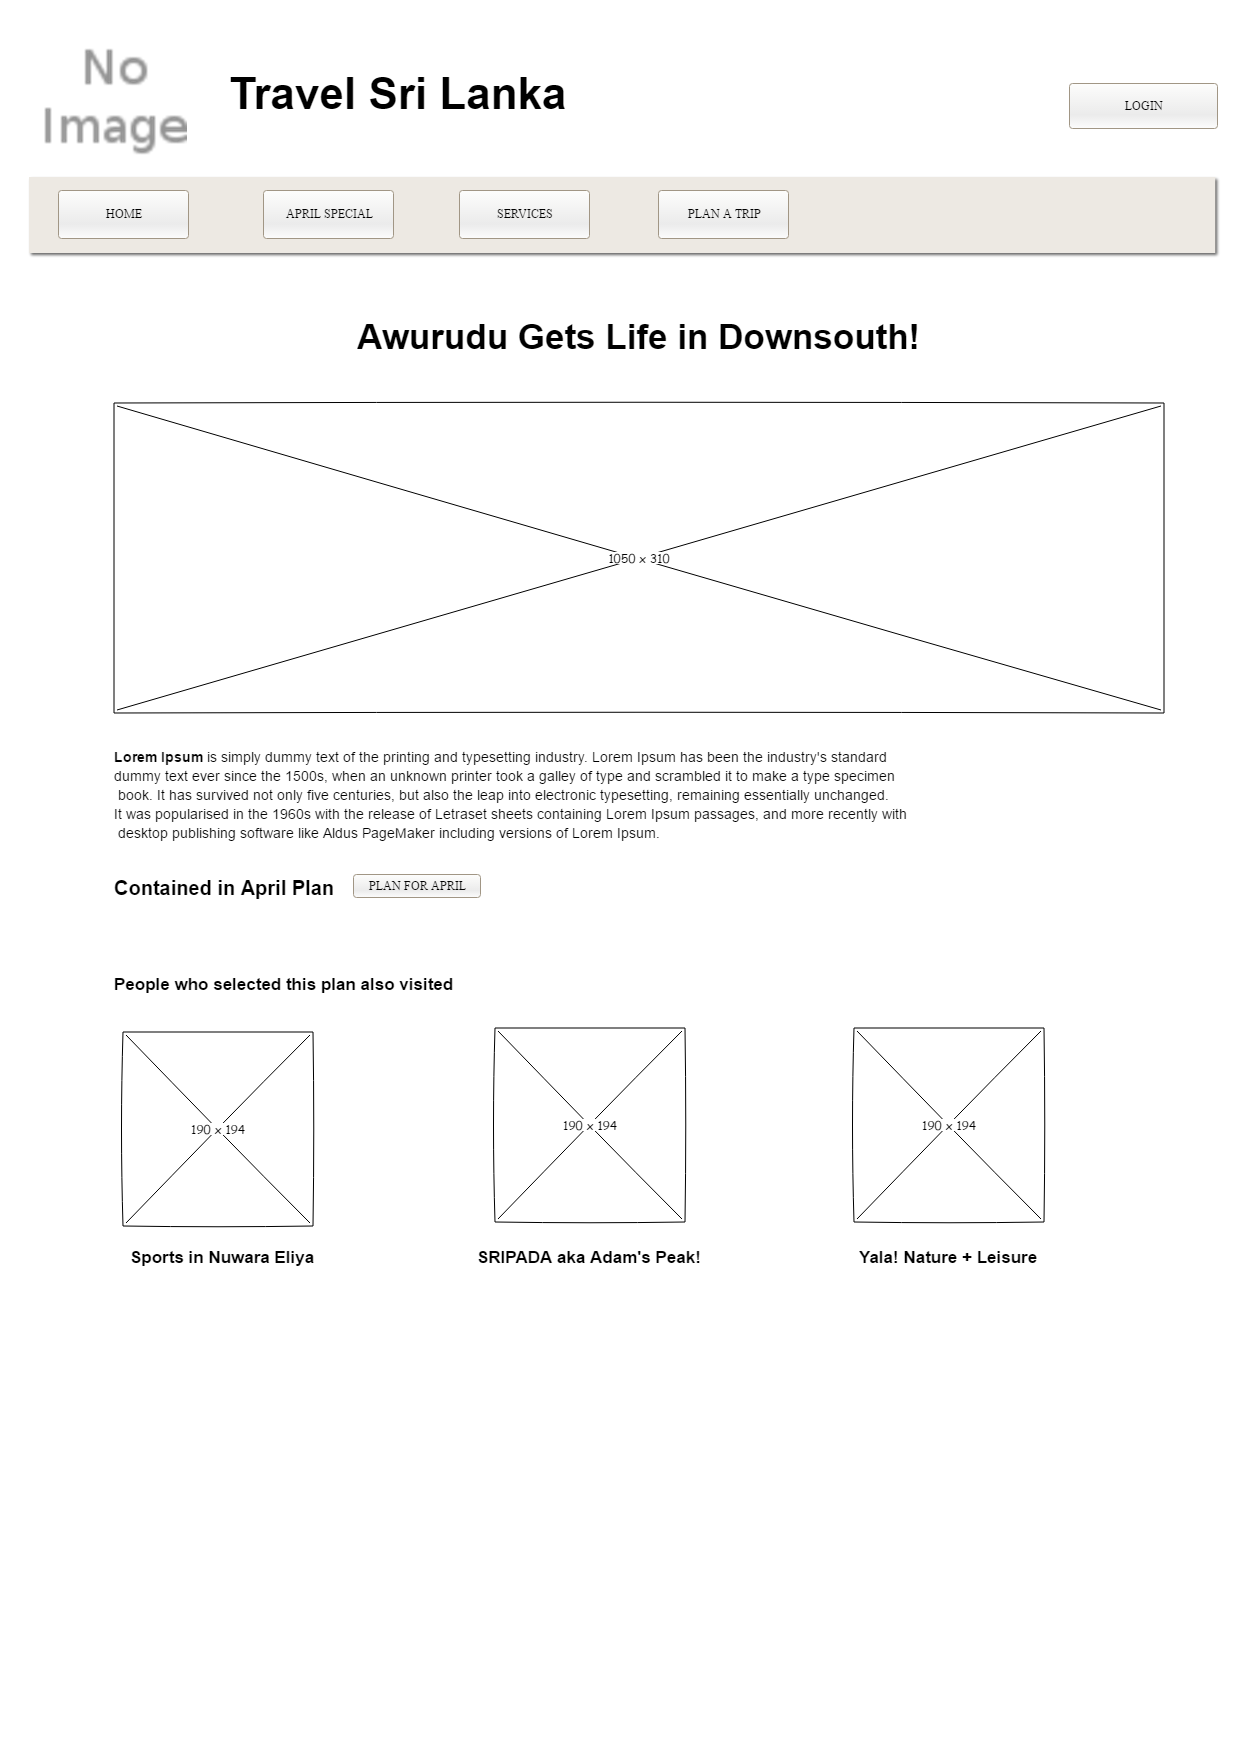 No
Image
Travel Sri Lanka
LOGIN
HOME
APRIL SPECIAL
SERVICES
PLAN A TRIP
Awurudu Gets Life in Downsouth!
1050 x 310
Lorem Ipsum is simply dummy text of the printing and typesetting industry. Lorem Ipsum has been the industry's standard
dummy text ever since the 1500s, when an unknown printer took a galley of type and scrambled it to make a type specimen
book. It has survived not only five centuries, but also the leap into electronic typesetting, remaining essentially unchanged.
It was popularised in the 1960s with the release of Letraset sheets containing Lorem Ipsum passages, and more recently with
desktop publishing software like Aldus PageMaker including versions of Lorem Ipsum.
Contained in April Plan
PLAN FOR APRIL
People who selected this plan also visited
190 x 194
190 x 194
190 x 194
Sports in Nuwara Eliya
SRIPADA aka Adam's Peak!
Yala! Nature + Leisure